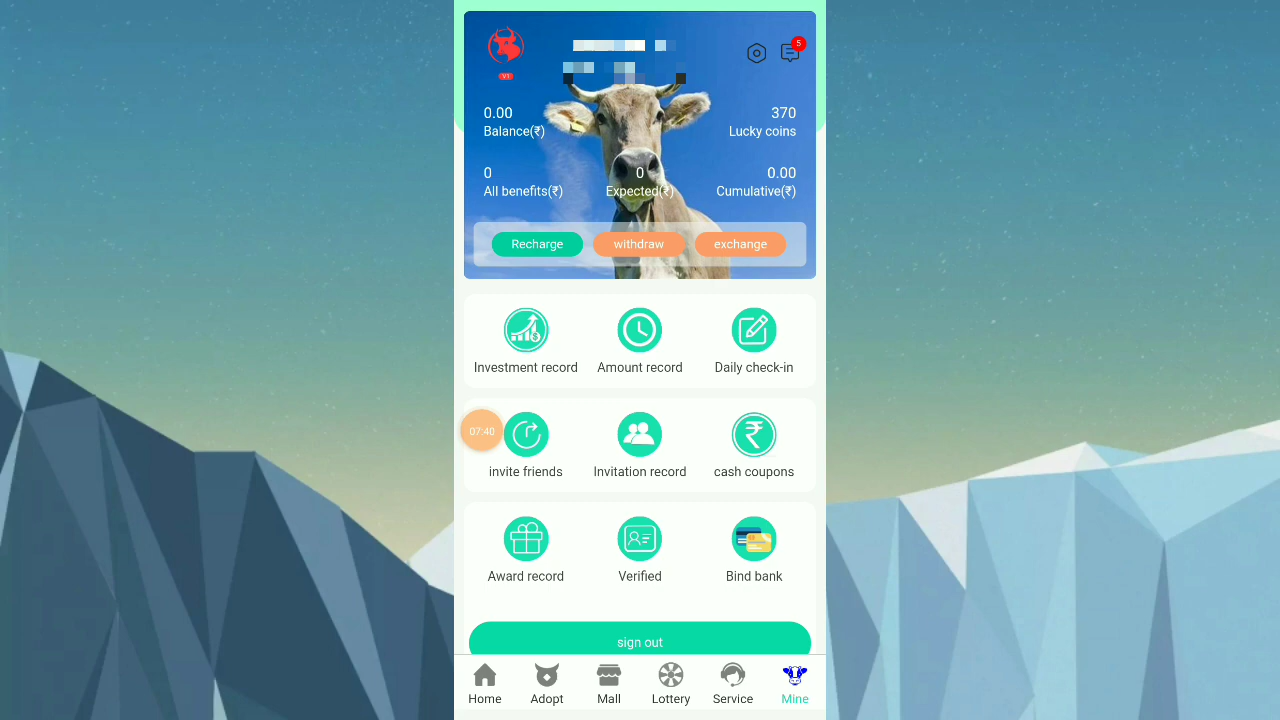 5
V1
0.00
370
Balance(₹)
Lucky coins
0
0
0.00
All benefits(₹)
Expected(₹)
Cumulative(₹)
Recharge
withdraw
exchange
Investment record
Amount record
Daily check-in
07:40
invite friends
Invitation record
cash coupons
Award record
Verified
Bind bank
sign out
Home
Adopt
Mall
Lottery
Service
Mine